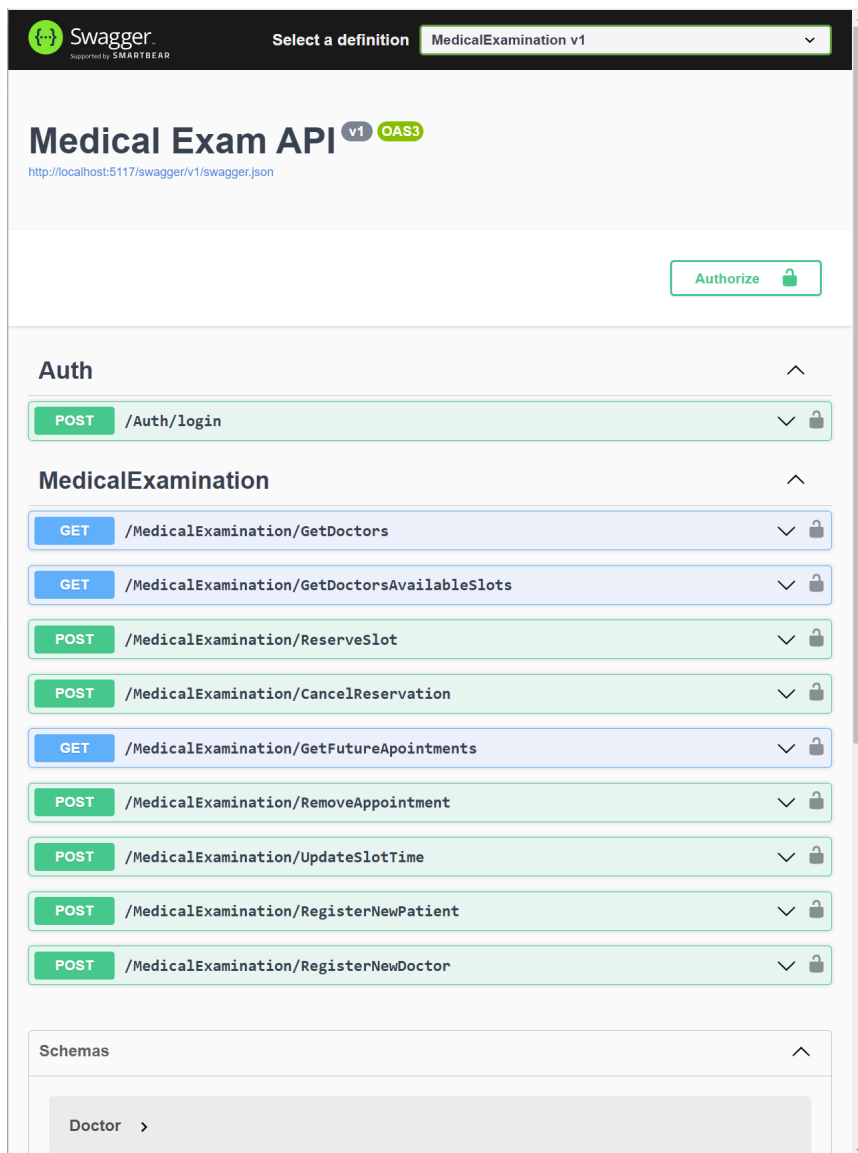 {···} Swagger.
Supported by SMARTBEAR
Select a definition
MedicalExamination v1
Medical Exam API v1 OAS3
http://localhost:5117/swagger/v1/swagger.json
Authorize
Auth
POST /Auth/login
MedicalExamination
GET /MedicalExamination/GetDoctors
GET /MedicalExamination/GetDoctorsAvailableSlots
POST /MedicalExamination/ReserveSlot
POST /MedicalExamination/CancelReservation
GET /MedicalExamination/GetFutureApointments
POST /MedicalExamination/RemoveAppointment
POST /MedicalExamination/UpdateSlotTime
POST /MedicalExamination/RegisterNewPatient
POST /MedicalExamination/RegisterNewDoctor
Schemas
Doctor